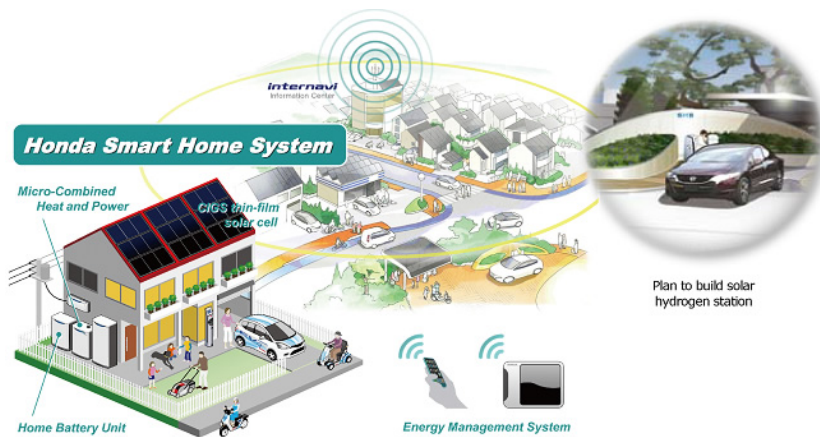 internavi
Information Center
Honda Smart Home System
Micro-Combined
Heat and Power
CIGS thin-film
solar cell
Plan to build solar
hydrogen station
Home Battery Unit
Energy Management System